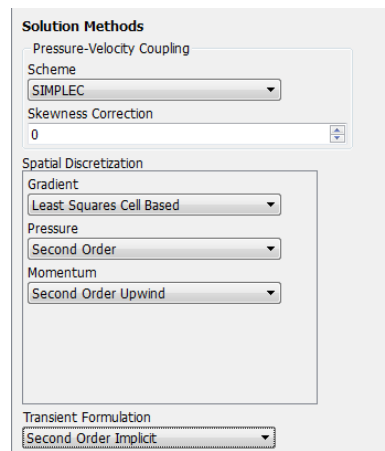 Solution Methods
Pressure-Velocity Coupling
Scheme
SIMPLEC
Skewness Correction
0
Spatial Discretization
Gradient
Least Squares Cell Based
Pressure
Second Order
Momentum
Second Order Upwind
Transient Formulation
Second Order Implicit